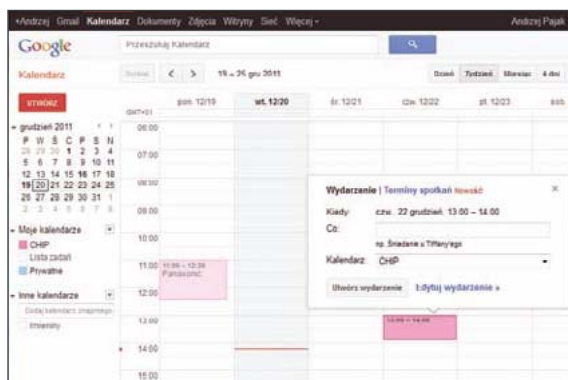 +Andrzej Gmail Kalendarz Dokumenty Zdjęcia Witryny Sieć Więcej Andrzej Pająk
Google Przeszukaj Kalendarz
Kalendarz 19 – 25 gru 2011 Dzień Tydzień Miesiąc 4 dni
UTWÓRZ pon. 12/19 wt. 12/20 śr. 12/21 czw. 12/22 pt. 12/23 sob
GMT+01
grudzień 2011
P W Ś C P S N
28 29 30 1 2 3 4
5 6 7 8 9 10 11
12 13 14 15 16 17 18
19 20 21 22 23 24 25
26 27 28 29 30 31 1
2 3 4 5 6 7 8
Moje kalendarze
CHIP
Lista zadań
Prywatne
Inne kalendarze
Dodaj kalendarz znajomego
Imieniny
06:00
07:00
08:00
09:00
10:00
11:00
12:00
13:00
14:00
15:00
11:00 – 12:30
Panasonic
Wydarzenie | Terminy spotkań Nowość ×
Kiedy: czw. 22 grudzień, 13:00 – 14:00
Co:
np. Śniadanie u Tiffany'ego
Kalendarz: CHIP
Utwórz wydarzenie Edytuj wydarzenie »
13:00 – 14:00